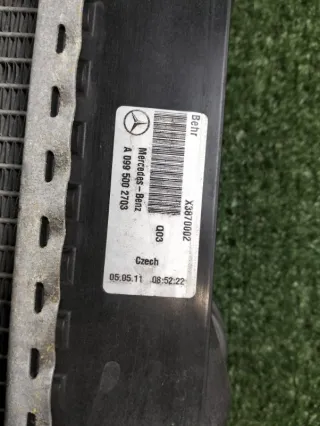 Behr
X3870002
Mercedes-Benz
Q03
A 099 500 2703
Czech
05.05.11 08:52:22